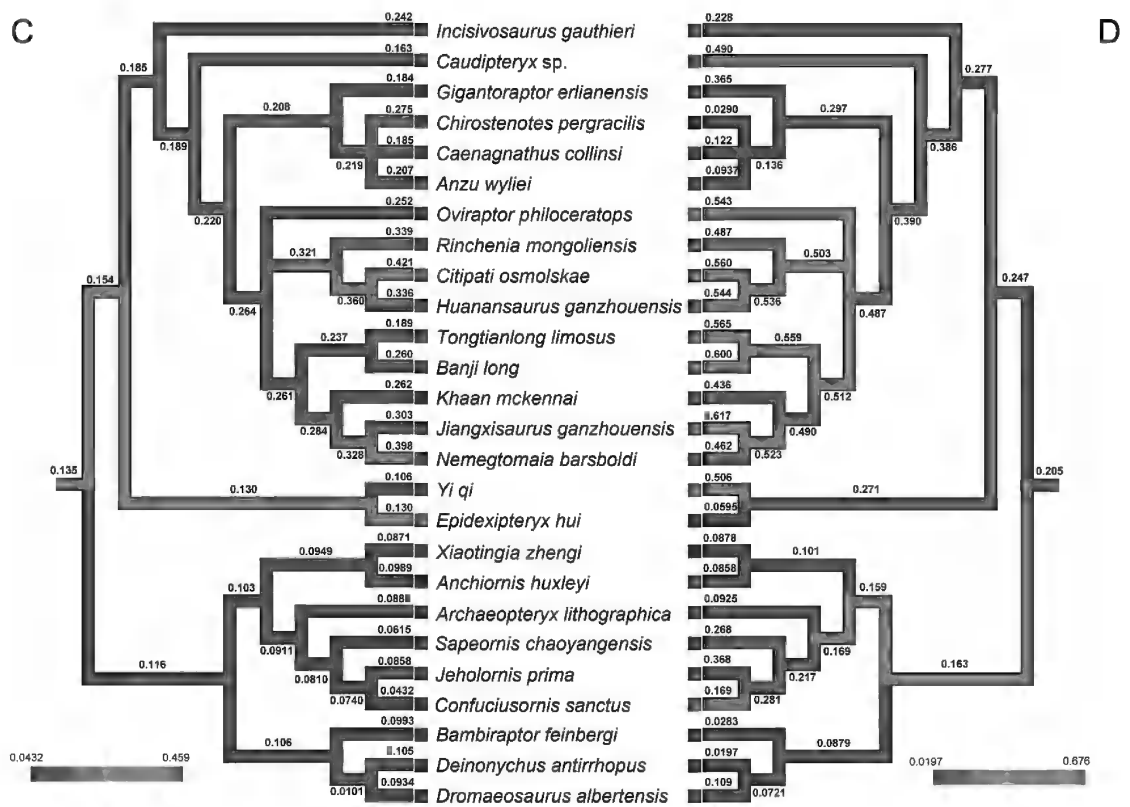 C D
0.242 Incisivosaurus gauthieri 0.228
0.185 0.163 Caudipteryx sp. 0.490 0.277
0.184 Gigantoraptor erlianensis 0.365
0.208 0.275 Chirostenotes pergracilis 0.0290 0.297
0.189 0.185 Caenagnathus collinsi 0.122 0.386
0.219 0.207 Anzu wyliei 0.0937 0.136
0.220 0.252 Oviraptor philoceratops 0.543 0.390
0.339 Rinchenia mongoliensis 0.487
0.321 0.421 Citipati osmolskae 0.560 0.503
0.154 0.360 0.336 Huanansaurus ganzhouensis 0.544 0.536 0.247
0.264 0.189 Tongtianlong limosus 0.565 0.487
0.237 0.260 Banji long 0.600 0.559
0.261 0.262 Khaan mckennai 0.436 0.512
0.284 0.303 Jiangxisaurus ganzhouensis .617 0.490
0.328 0.398 Nemegtomaia barsboldi 0.462 0.523
0.135 0.106 Yi qi 0.506 0.205
0.130 0.130 Epidexipteryx hui 0.0595 0.271
0.0871 Xiaotingia zhengi 0.0878
0.0949 0.0989 Anchiornis huxleyi 0.0858 0.101
0.103 0.088 Archaeopteryx lithographica 0.0925 0.159
0.0911 0.0615 Sapeornis chaoyangensis 0.268 0.169
0.116 0.0810 0.0858 Jeholornis prima 0.368 0.217 0.163
0.0740 0.0432 Confuciusornis sanctus 0.169 0.281
0.0993 Bambiraptor feinbergi 0.0283
0.106 .105 Deinonychus antirrhopus 0.0197 0.0879
0.0432 0.459 0.0101 0.0934 Dromaeosaurus albertensis 0.109 0.0721 0.0197 0.676